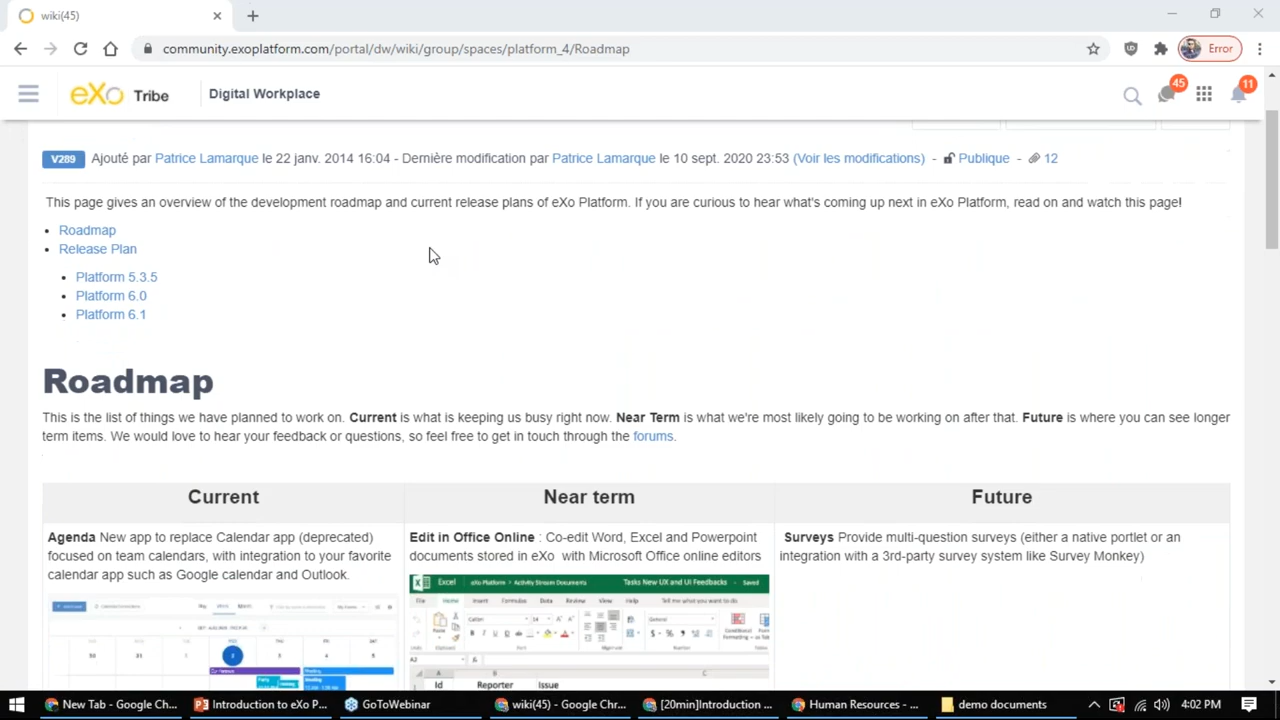 wiki(45)
community.exoplatform.com/portal/dw/wiki/group/spaces/platform_4/Roadmap
Error
eXo Tribe Digital Workplace 45 11
V289 Ajouté par Patrice Lamarque le 22 janv. 2014 16:04 - Dernière modification par Patrice Lamarque le 10 sept. 2020 23:53 (Voir les modifications) - Publique - 12
This page gives an overview of the development roadmap and current release plans of eXo Platform. If you are curious to hear what's coming up next in eXo Platform, read on and watch this page!
• Roadmap
• Release Plan
• Platform 5.3.5
• Platform 6.0
• Platform 6.1
Roadmap
This is the list of things we have planned to work on. Current is what is keeping us busy right now. Near Term is what we're most likely going to be working on after that. Future is where you can see longer
term items. We would love to hear your feedback or questions, so feel free to get in touch through the forums.
Current Near term Future
Agenda New app to replace Calendar app (deprecated)
focused on team calendars, with integration to your favorite
calendar app such as Google calendar and Outlook.
Edit in Office Online : Co-edit Word, Excel and Powerpoint
documents stored in eXo with Microsoft Office online editors
Surveys Provide multi-question surveys (either a native portlet or an
integration with a 3rd-party survey system like Survey Monkey)
Excel eXo Platform > Activity Stream Documents Tasks New UX and UI Feedbacks - Saved
File Home Insert Formulas Data Review View Help Tell me what you want to do
Calibri
General
Clipboard
A2
A B C
Id Reporter Issue
2 3 4 5
New Tab - Google Ch... Introduction to eXo P... GoToWebinar wiki(45) - Google Chr... [20min]Introduction ... Human Resources - ... demo documents 4:02 PM